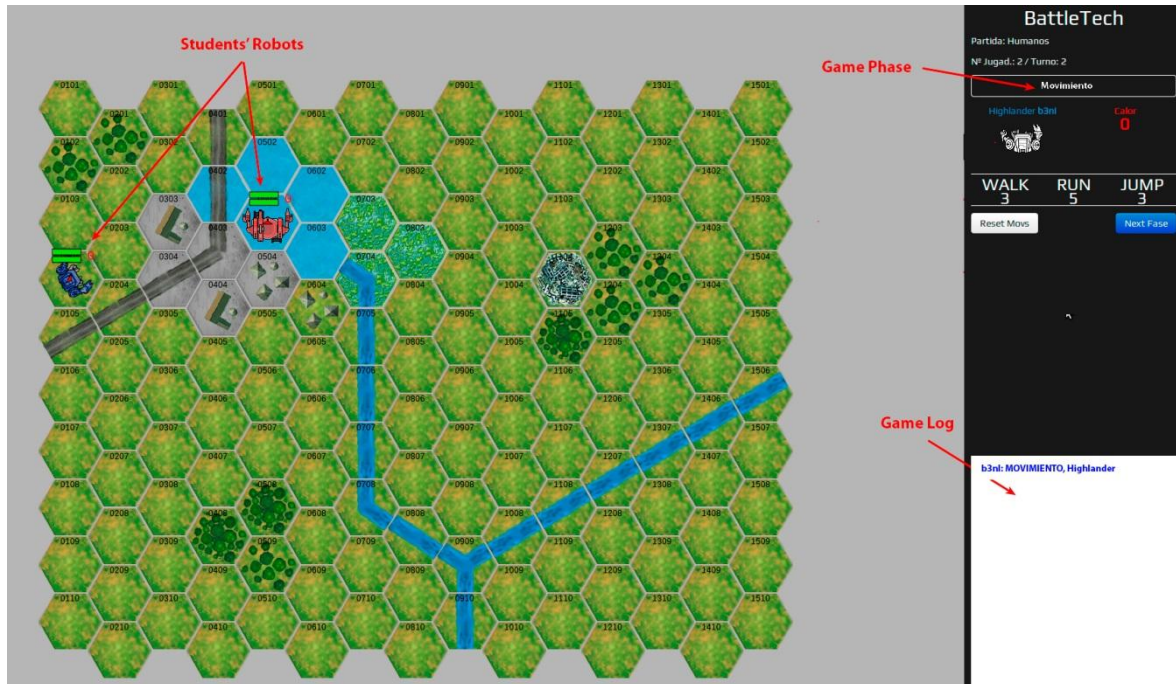 Students' Robots
Game Phase
Game Log
0101 0301 0501 0701 0901 1101 1301 1501
0201 0401 0601 0801 1001 1201 1401
0102 0302 0502 0702 0902 1102 1302 1502
0202 0402 0602 0802 1002 1202 1402
0103 0303 0703 0903 1103 1303 1503
0203 0403 0603 0803 1003 1203 1403
0304 0504 0704 0904 1104 1304 1504
0204 0404 0604 0804 1004 1204 1404
0105 0305 0505 0705 0905 1105 1305 1505
0205 0405 0605 0805 1005 1205 1405
0106 0306 0506 0706 0906 1106 1306 1506
0206 0406 0606 0806 1006 1206 1406
0107 0307 0507 0707 0907 1107 1307 1507
0207 0407 0607 0807 1007 1207 1407
0108 0308 0508 0708 0908 1108 1308 1508
0208 0408 0608 0808 1008 1208 1408
0109 0309 0509 0709 0909 1109 1309 1509
0209 0409 0609 0809 1009 1209 1409
0110 0310 0510 0710 0910 1110 1310 1510
0210 0410 0610 0810 1010 1210 1410
BattleTech
Partida: Humanos
Nº Jugad.: 2 / Turno: 2
Movimiento
Highlander b3nl Calor
0
WALK RUN JUMP
3 5 3
Reset Movs Next Fase
b3nl: MOVIMIENTO, Highlander